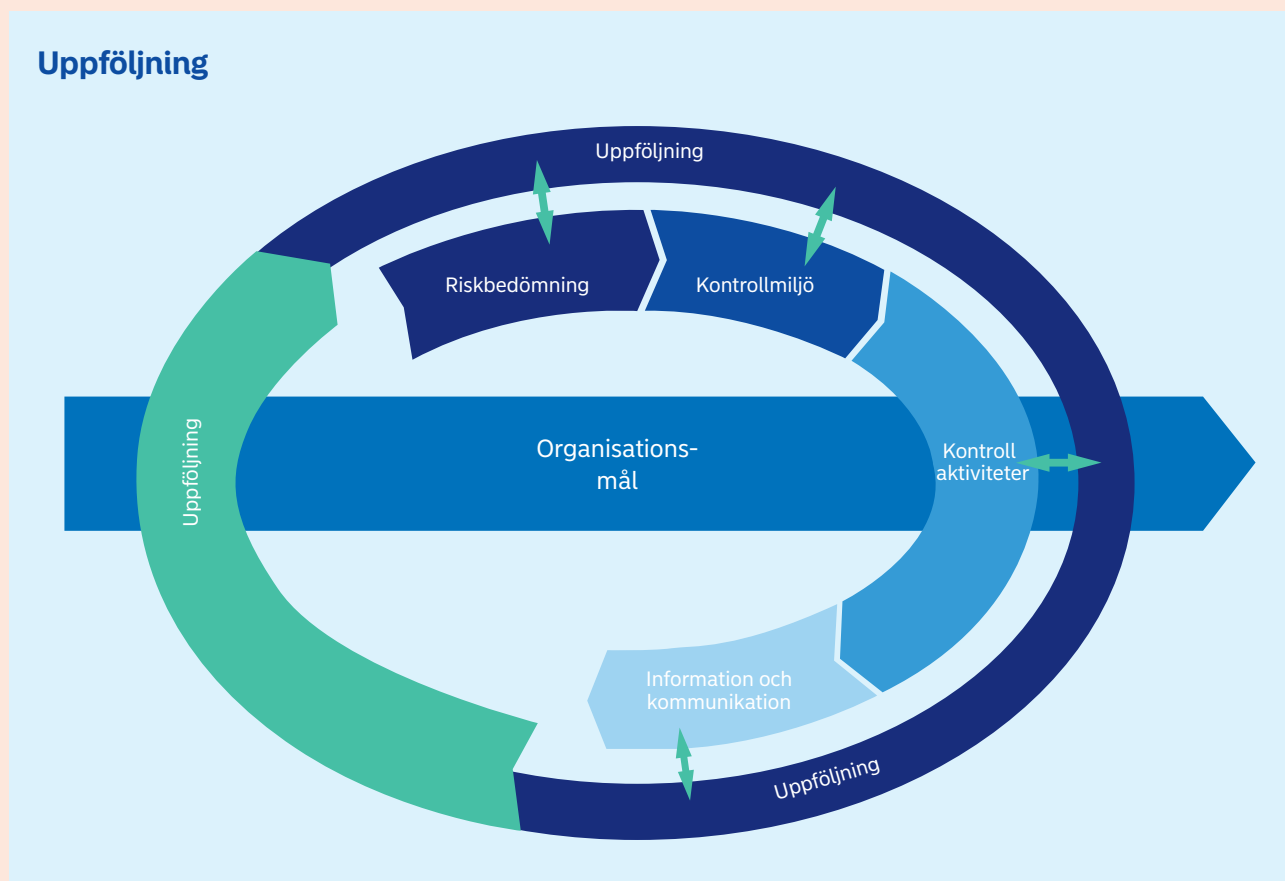 Uppföljning
Uppföljning
Riskbedömning
Kontrollmiljö
Uppföljning
Organisations-
mål
Kontroll
aktiviteter
Information och
kommunikation
Uppföljning